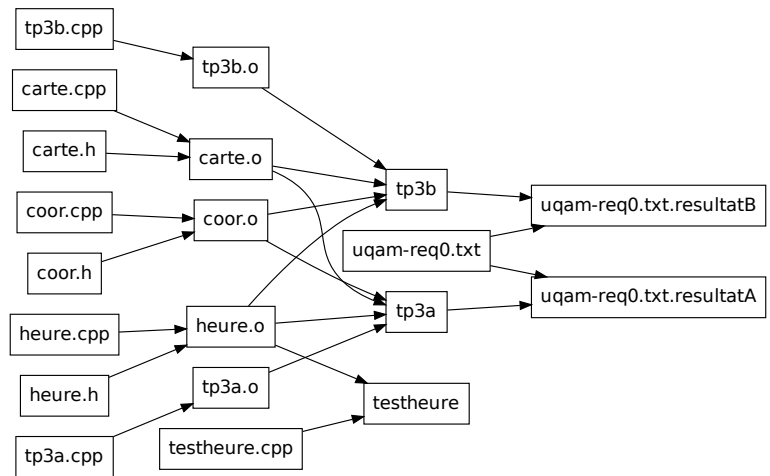 tp3b.cpp
tp3b.o
carte.cpp
carte.h
carte.o
tp3b
coor.cpp
coor.o
uqam-req0.txt.resultatB
uqam-req0.txt
coor.h
uqam-req0.txt.resultatA
tp3a
heure.cpp
heure.o
heure.h
tp3a.o
testheure
tp3a.cpp
testheure.cpp